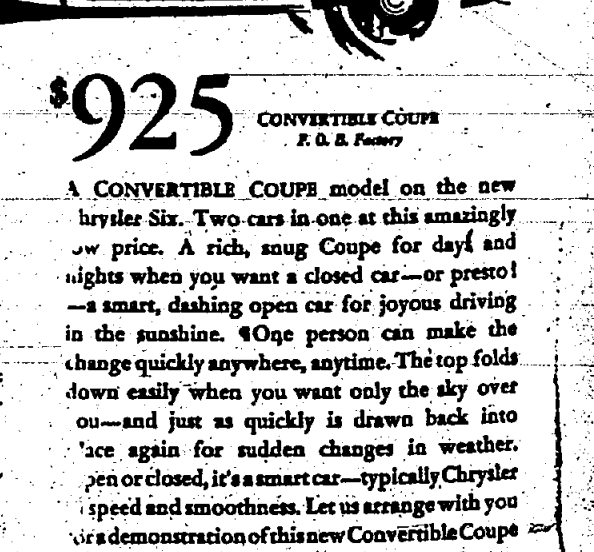 $925 CONVERTIBLE COUPE
F. O. B. Factory
A CONVERTIBLE COUPE model on the new
hrysler Six. Two cars in one at this amazingly
ow price. A rich, snug Coupe for days and
nights when you want a closed car—or presto!
—a smart, dashing open car for joyous driving
in the sunshine. ¶One person can make the
change quickly anywhere, anytime. The top folds
down easily when you want only the sky over
ou—and just as quickly is drawn back into
ace again for sudden changes in weather.
pen or closed, it's a smart car—typically Chrysler
speed and smoothness. Let us arrange with you
for a demonstration of this new Convertible Coupe